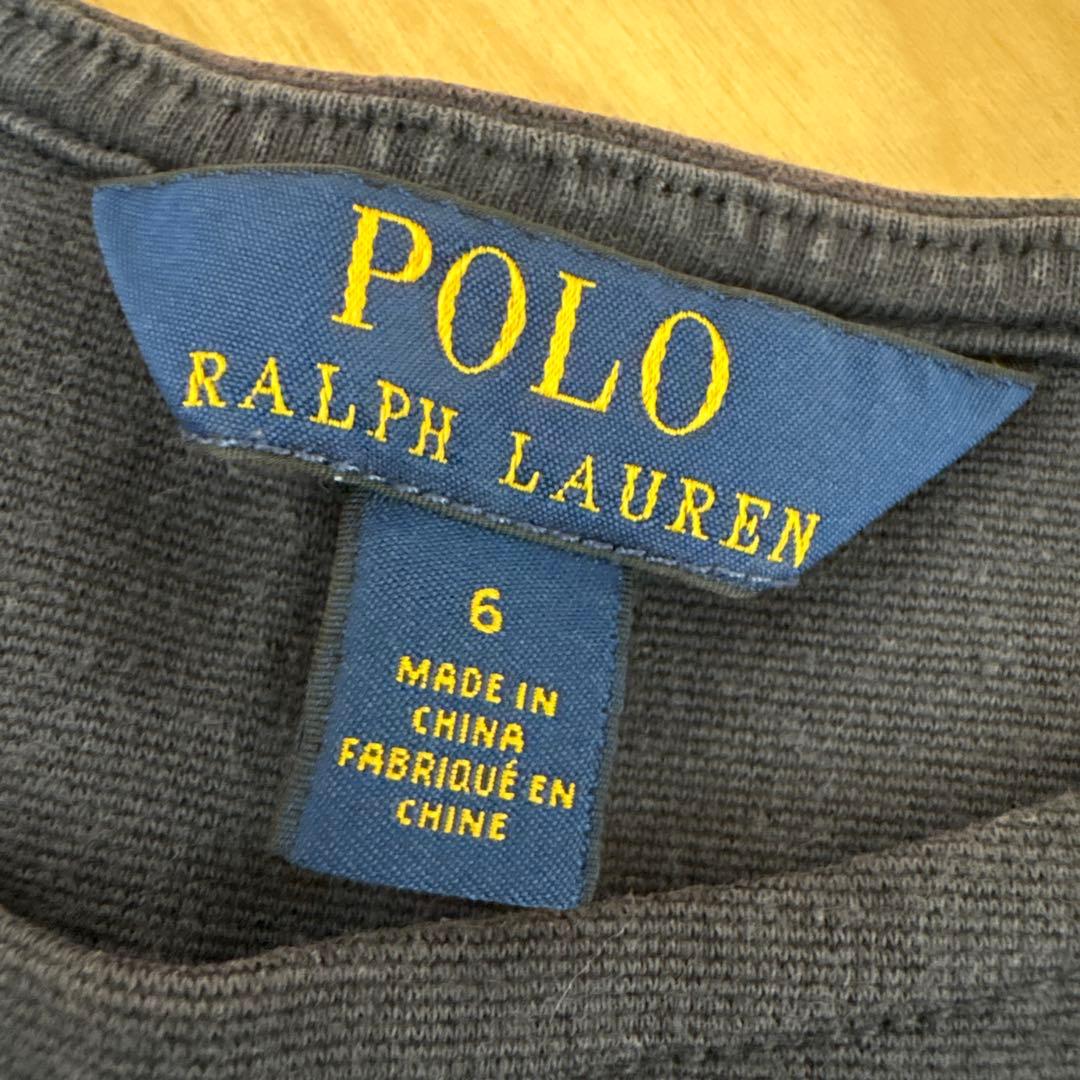 POLO
RALPH LAUREN
6
MADE IN
CHINA
FABRIQUÉ EN
CHINE